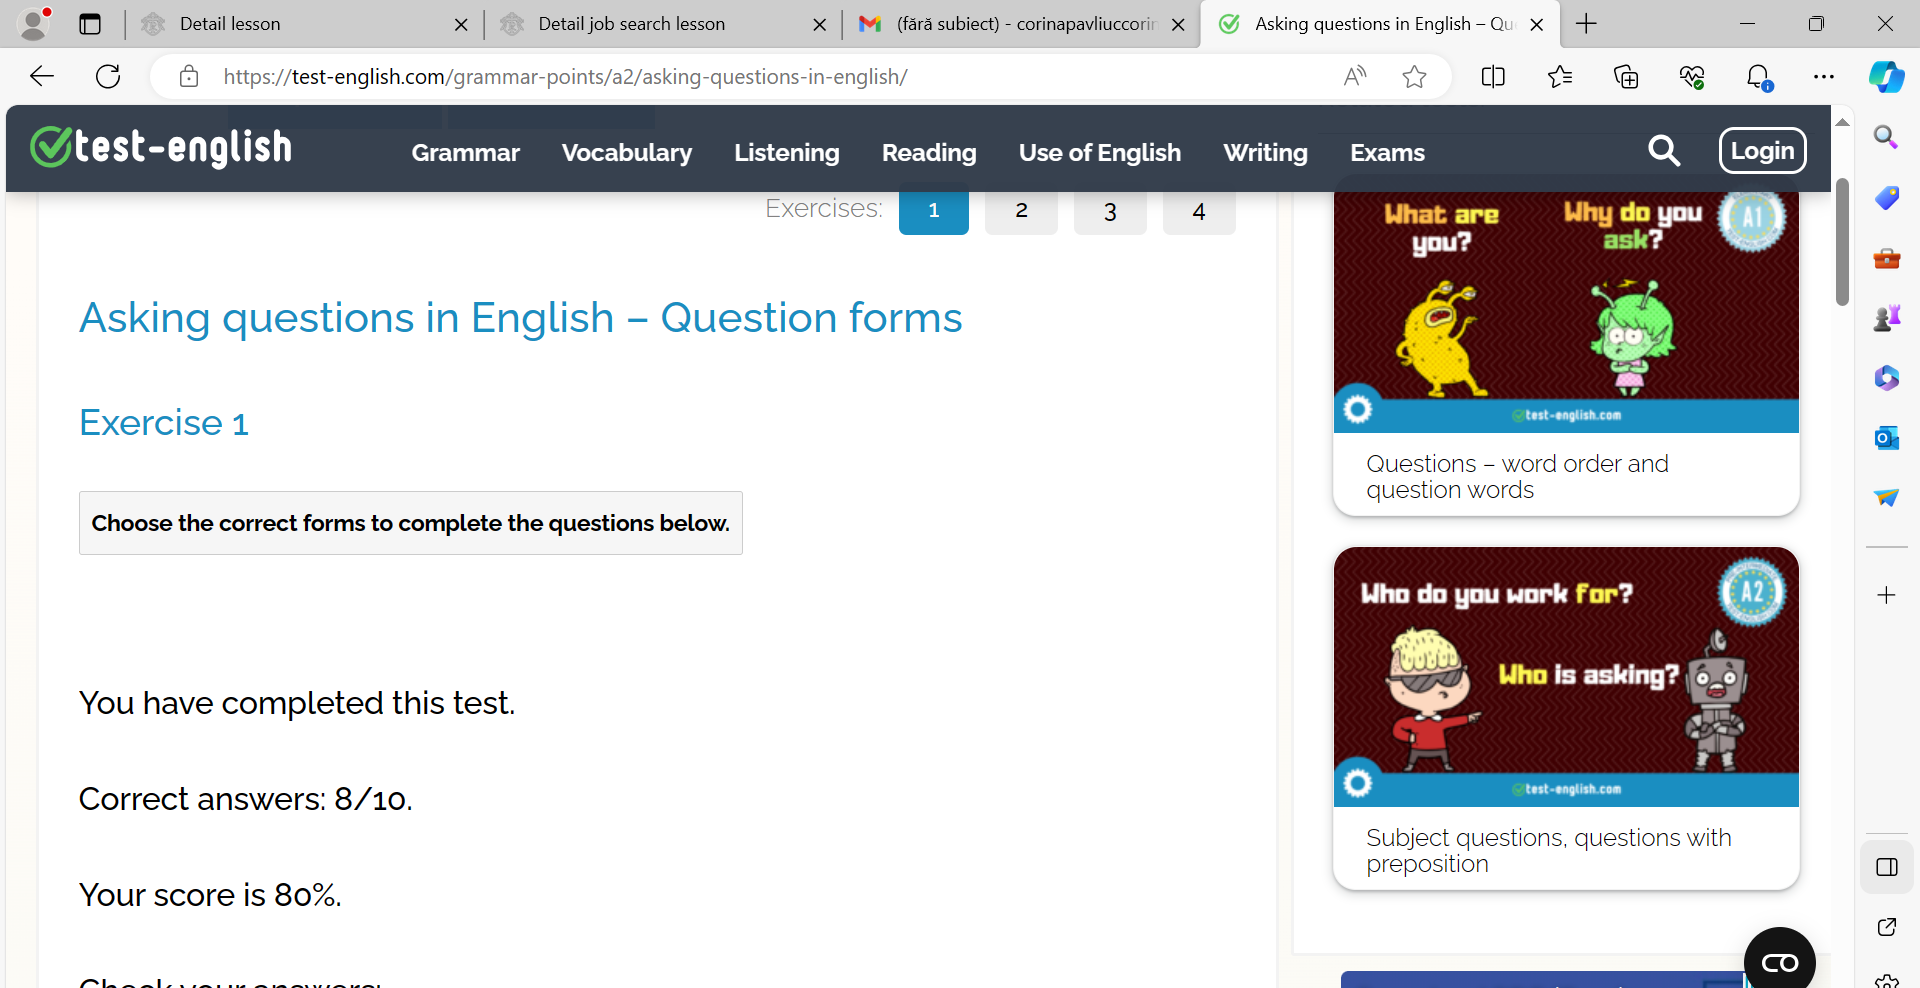 Detail lesson
Detail job search lesson
(fără subiect) - corinapavliuccorin
Asking questions in English – Qu
https://test-english.com/grammar-points/a2/asking-questions-in-english/
test-english
Grammar
Vocabulary
Listening
Reading
Use of English
Writing
Exams
Login
Exercises:
1
2
3
4
Asking questions in English – Question forms
Exercise 1
Choose the correct forms to complete the questions below.
You have completed this test.
Correct answers: 8/10.
Your score is 80%.
Check your answers:
What are
you?
Why do you
ask?
A1
test-english.com
Questions – word order and
question words
Who do you work for?
A2
Who is asking?
test-english.com
Subject questions, questions with
preposition